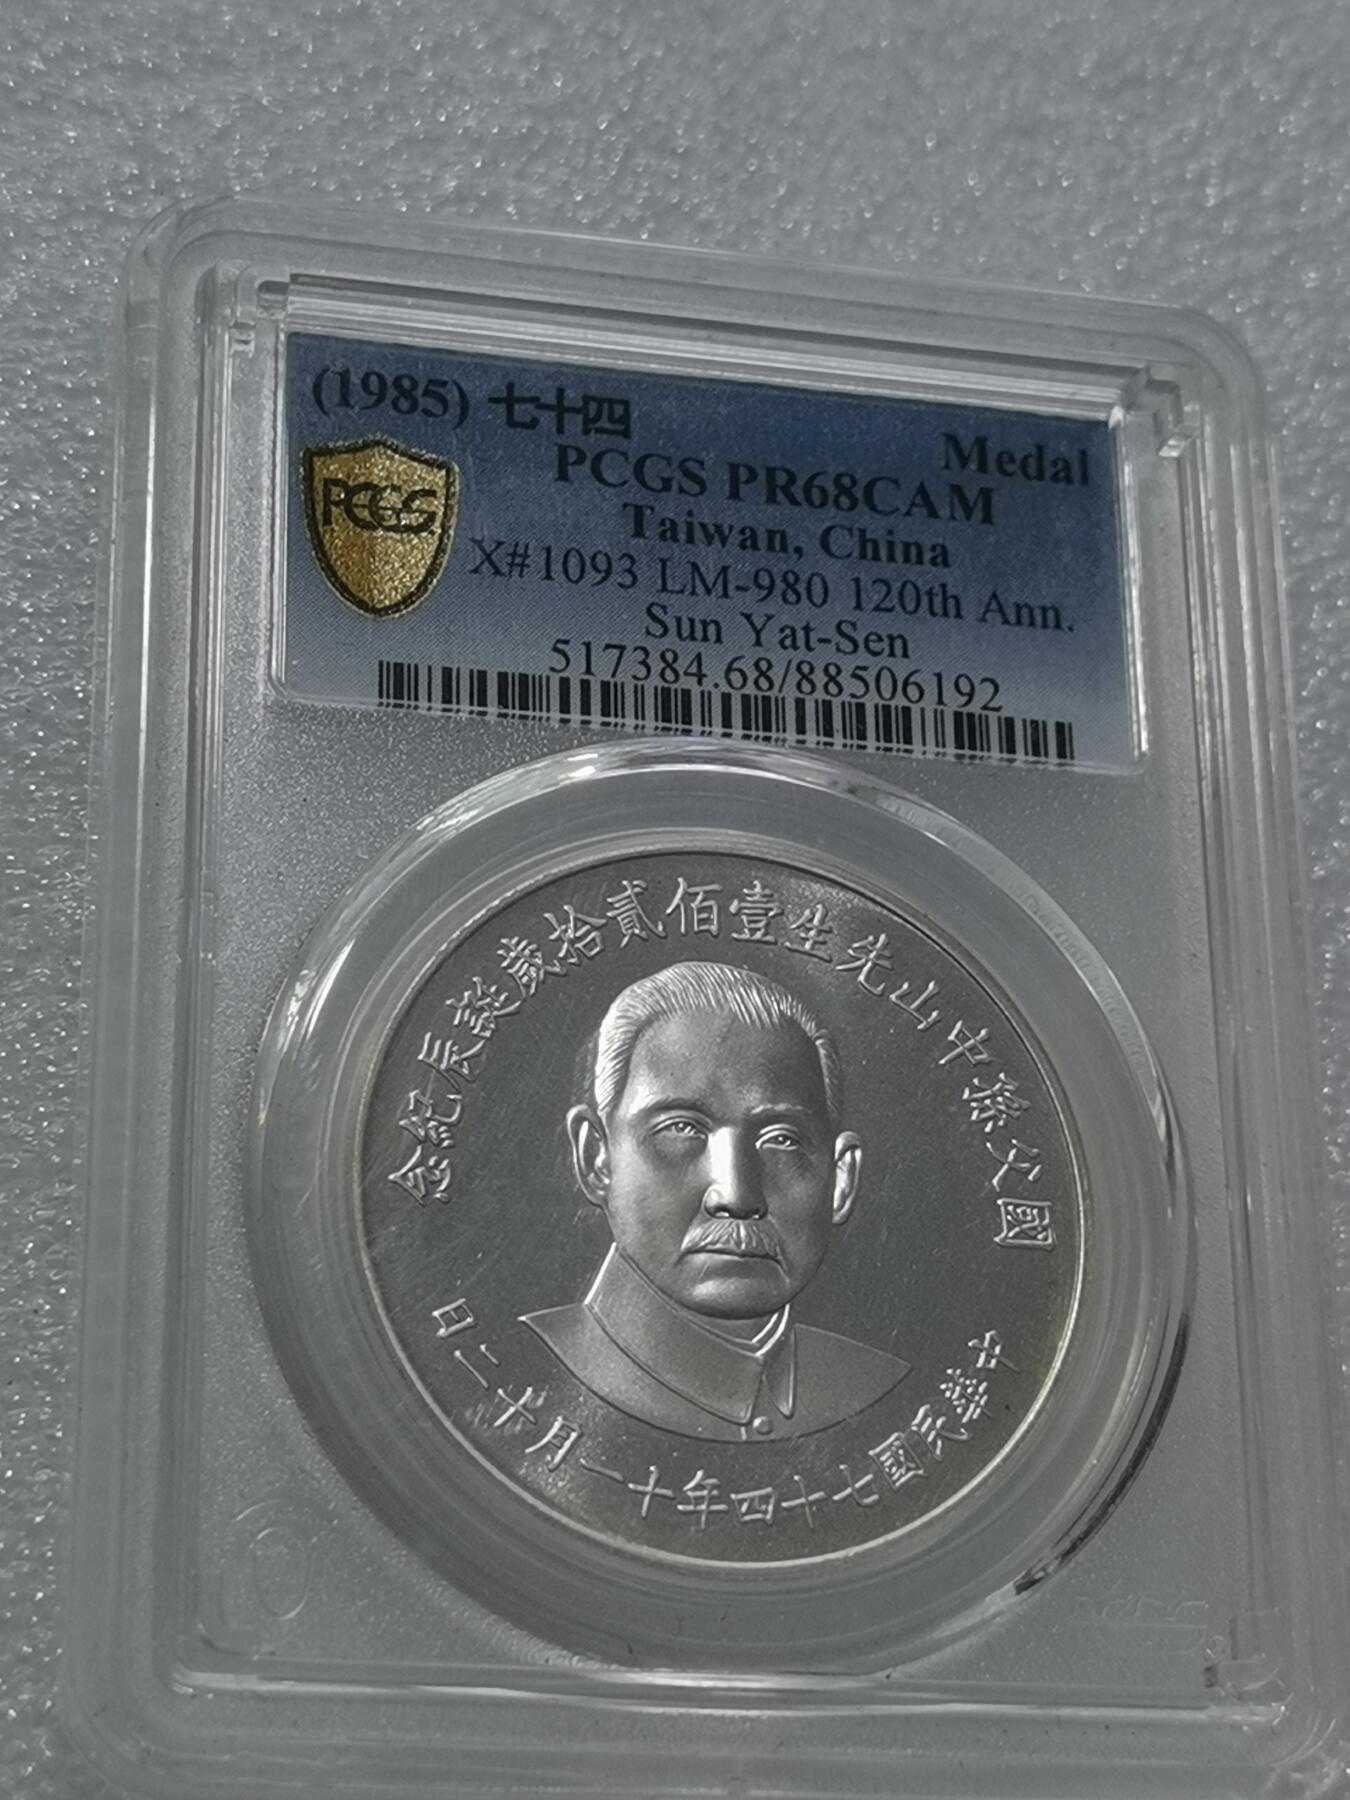 (1985) 七十四
Medal
PCGS PR68CAM
PCGS
Taiwan, China
X#1093 LM-980 120th Ann.
Sun Yat-Sen
517384.68/88506192
國父孫中山先生壹佰貳拾歲誕辰紀念
中華民國七十四年十一月十二日